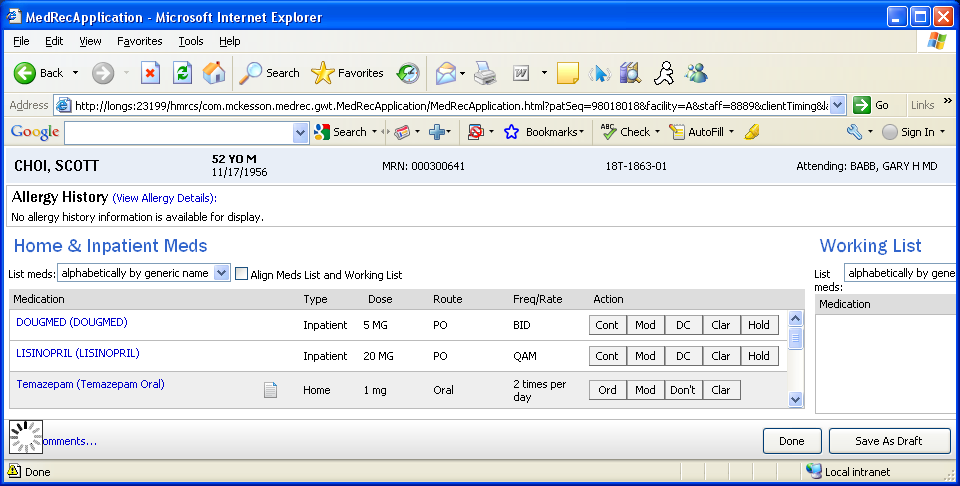 MedRecApplication - Microsoft Internet Explorer
File Edit View Favorites Tools Help
Back Search Favorites W
Address http://longs:23199/hmrcs/com.mckesson.medrec.gwt.MedRecApplication/MedRecApplication.html?patSeq=98018018&facility=A&staff=8889&clientTiming&la Go Links »
Google Search ABC Bookmarks Check AutoFill Sign In
CHOI, SCOTT 52 YO M MRN: 000300641 18T-1863-01 Attending: BABB, GARY H MD
11/17/1956
Allergy History (View Allergy Details):
No allergy history information is available for display.
Home & Inpatient Meds Working List
List meds: alphabetically by generic name Align Meds List and Working List List meds: alphabetically by gene
Medication Type Dose Route Freq/Rate Action Medication
DOUGMED (DOUGMED) Inpatient 5 MG PO BID Cont Mod DC Clar Hold
LISINOPRIL (LISINOPRIL) Inpatient 20 MG PO QAM Cont Mod DC Clar Hold
Temazepam (Temazepam Oral) Home 1 mg Oral 2 times per day Ord Mod Don't Clar
omments... Done Save As Draft
Done Local intranet